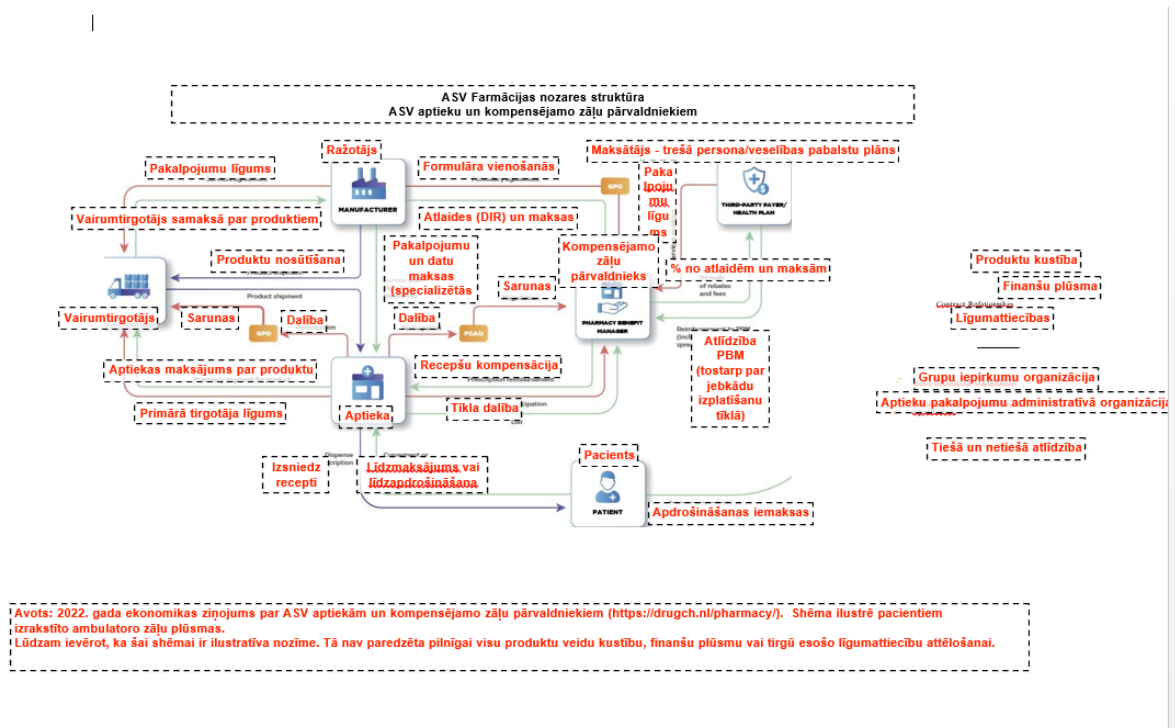 ASV Farmācijas nozares struktūra
ASV aptieku un kompensējamo zāļu pārvaldniekiem
Ražotājs
Maksātājs - trešā persona/veselības pabalstu plāns
Pakalpojumu līgums
Formulāra vienošanās
GPO
Paka
lpoju
mu
līgu
ms
MANUFACTURER
THIRD-PARTY PAYER/
HEALTH PLAN
Vairumtirgotājs samaksā par produktiem
Atlaides (DIR) un maksas
Pakalpojumu
un datu
maksas
(specializētās
Kompensējamo
zāļu
pārvaldnieks
Produktu nosūtīšana
% no atlaidēm un maksām
of rebates
and fees
Product shipment
Sarunas
Vairumtirgotājs
Sarunas
GPO
Dalība
Dalība
PSAO
PHARMACY BENEFIT
MANAGER
Atlīdzība
PBM
(tostarp par
jebkādu
izplatīšanu
tīklā)
Aptiekas maksājums par produktu
Recepšu kompensācija
Prescription reimbursement
Primārā tirgotāja līgums
Aptieka
Tīkla dalība
Izsniedz
recepti
Līdzmaksājums vai
līdzapdrošināšana
Pacients
PATIENT
Apdrošināšanas iemaksas
Produktu kustība
Finanšu plūsma
Contract Relationship
Līgumattiecības
Grupu iepirkumu organizācija
Aptieku pakalpojumu administratīvā organizācija
Tiešā un netiešā atlīdzība
Avots: 2022. gada ekonomikas ziņojums par ASV aptiekām un kompensējamo zāļu pārvaldniekiem (https://drugch.nl/pharmacy/). Shēma ilustrē pacientiem
izrakstīto ambulatoro zāļu plūsmas.
Lūdzam ievērot, ka šai shēmai ir ilustratīva nozīme. Tā nav paredzēta pilnīgai visu produktu veidu kustību, finanšu plūsmu vai tirgū esošo līgumattiecību attēlošanai.